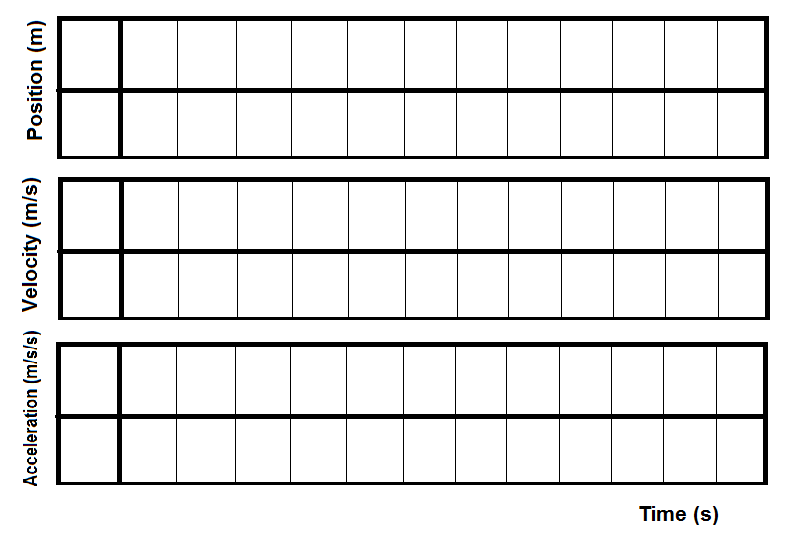 Position (m)
Velocity (m/s)
Acceleration (m/s/s)
Time (s)